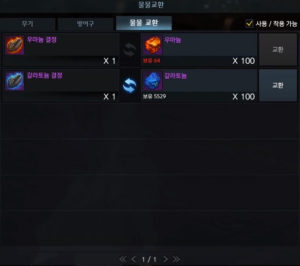 물물교환
무기 방어구 물물 교환 사용 / 착용 가능
우마늄 결정 우마늄 교환
X 1 보유 64 X 100
갈라토늄 결정 갈라토늄 교환
X 1 보유 5529 X 100
1 / 1